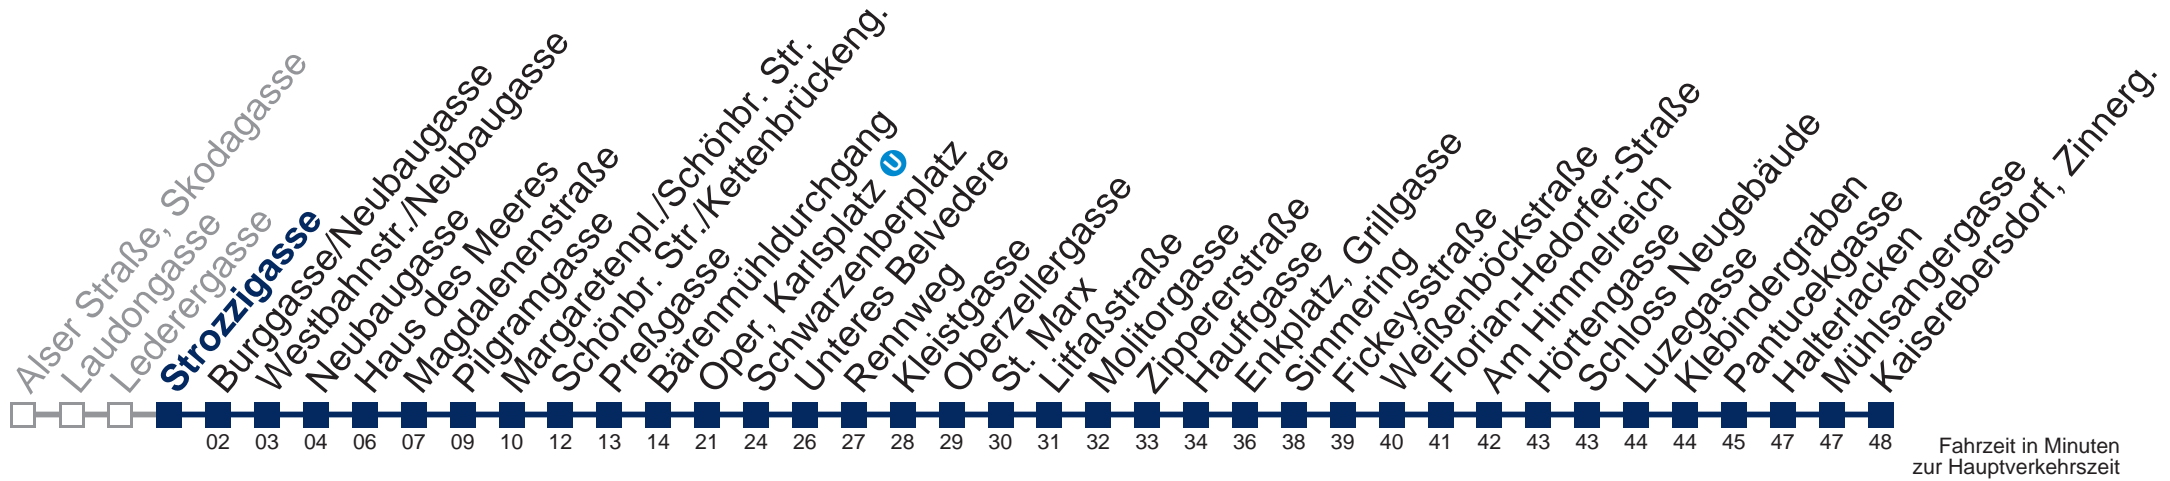 Alser Straße, Skodagasse
Laudongasse
Lederergasse
Strozzigasse
Burggasse/Neubaugasse
Westbahnstr./Neubaugasse
Neubaugasse
Haus des Meeres
Magdalenenstraße
Pilgramgasse
Margaretenpl./Schönbr. Str.
Schönbr. Str./Kettenbrückeng.
Preßgasse
Bärenmühldurchgang
Oper, Karlsplatz U
Schwarzenbergplatz
Unteres Belvedere
Rennweg
Kleistgasse
Oberzellergasse
St. Marx
Litfaßstraße
Molitorgasse
Zippererstraße
Hauffgasse
Enkplatz, Grillgasse
Simmering
Fickeysstraße
Weißenböckstraße
Florian-Hedorfer-Straße
Am Himmelreich
Hörtengasse
Schloss Neugebäude
Luzegasse
Klebindergraben
Pantucekgasse
Halterlacken
Mühlsangergasse
Kaiserebersdorf, Zinnerg.
02 03 04 06 07 09 10 12 13 14 21 24 26 27 28 29 30 31 32 33 34 36 38 39 40 41 42 43 43 44 44 45 47 47 48
Fahrzeit in Minuten
zur Hauptverkehrszeit